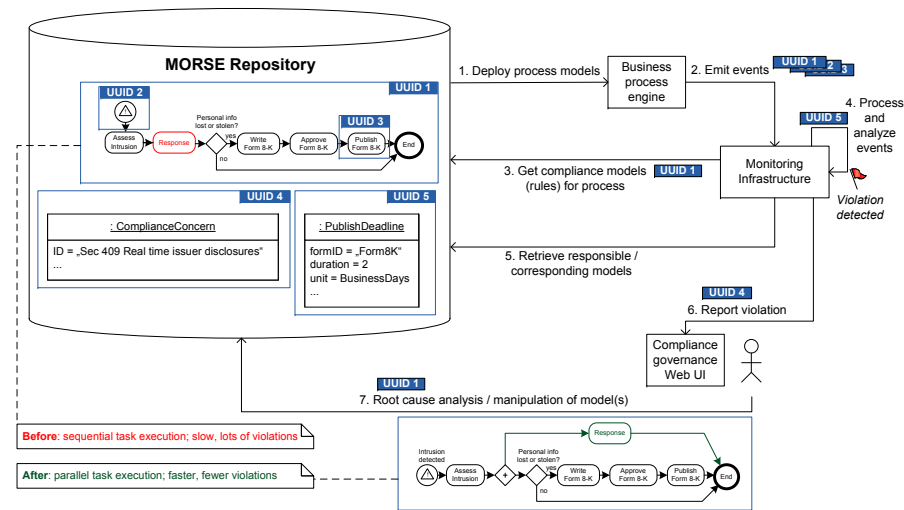 MORSE Repository
UUID 1
UUID 2
Assess
Intrusion
Response
Personal info
lost or stolen?
yes
no
Write
Form 8-K
Approve
Form 8-K
UUID 3
Publish
Form 8-K
End
UUID 4
: ComplianceConcern
ID = „Sec 409 Real time issuer disclosures“
...
UUID 5
: PublishDeadline
formID = „Form8K“
duration = 2
unit = BusinessDays
...
1. Deploy process models
Business
process
engine
2. Emit events
UUID 1
UUID 2
UUID 3
4. Process
and
analyze
events
UUID 5
Monitoring
Infrastructure
Violation
detected
3. Get compliance models
(rules) for process
UUID 1
5. Retrieve responsible /
corresponding models
UUID 4
6. Report violation
Compliance
governance
Web UI
UUID 1
7. Root cause analysis / manipulation of model(s)
Before: sequential task execution; slow, lots of violations
After: parallel task execution; faster, fewer violations
Intrusion
detected
Assess
Intrusion
+
Response
Personal info
lost or stolen?
yes
no
Write
Form 8-K
Approve
Form 8-K
Publish
Form 8-K
End